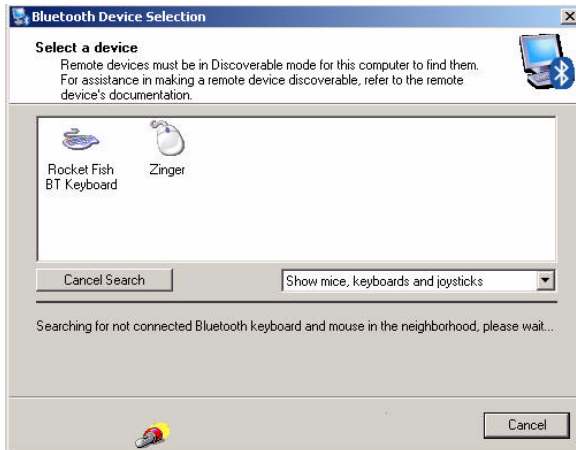 Bluetooth Device Selection
Select a device
Remote devices must be in Discoverable mode for this computer to find them.
For assistance in making a remote device discoverable, refer to the remote
device's documentation.
Rocket Fish
BT Keyboard
Zinger
Cancel Search
Show mice, keyboards and joysticks
Searching for not connected Bluetooth keyboard and mouse in the neighborhood, please wait...
Cancel